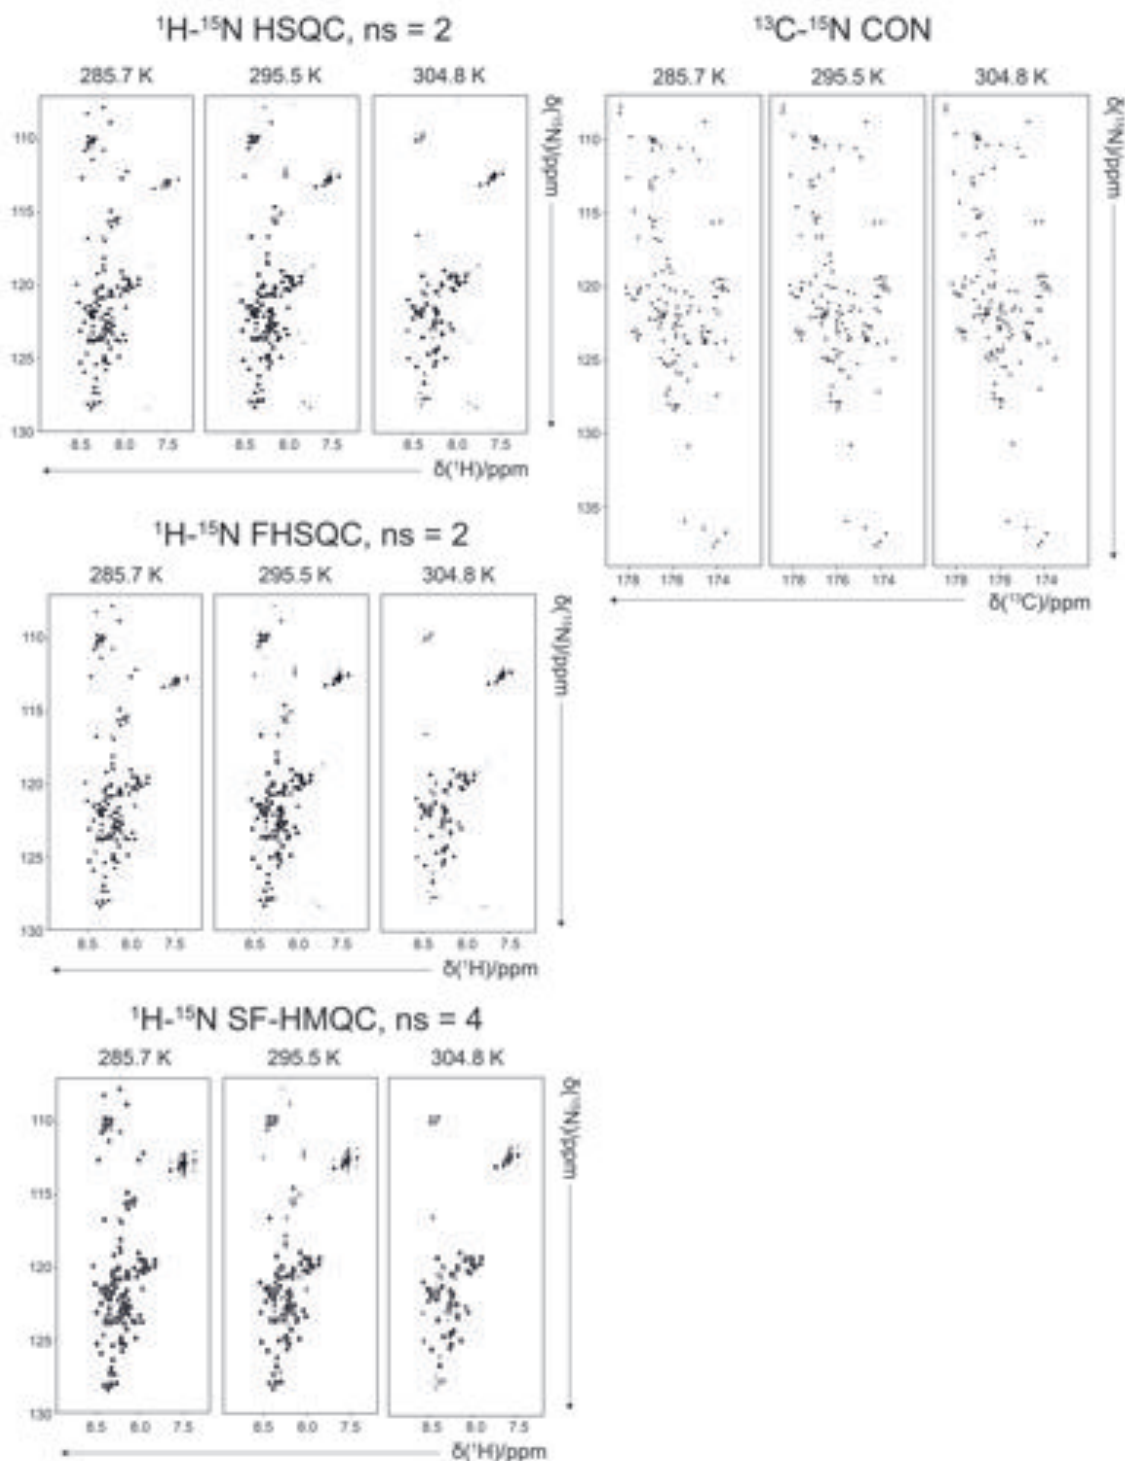 ¹H-¹⁵N HSQC, ns = 2
285.7 K 295.5 K 304.8 K
110
115
120
125
130
8.5 8.0 7.5 8.5 8.0 7.5 8.5 8.0 7.5
δ(¹H)/ppm
δ(¹⁵N)/ppm
¹³C-¹⁵N CON
285.7 K 295.5 K 304.8 K
110
115
120
125
130
135
178 176 174 178 176 174 178 176 174
δ(¹³C)/ppm
δ(¹⁵N)/ppm
¹H-¹⁵N FHSQC, ns = 2
285.7 K 295.5 K 304.8 K
110
115
120
125
130
8.5 8.0 7.5 8.5 8.0 7.5 8.5 8.0 7.5
δ(¹H)/ppm
δ(¹⁵N)/ppm
¹H-¹⁵N SF-HMQC, ns = 4
285.7 K 295.5 K 304.8 K
110
115
120
125
130
8.5 8.0 7.5 8.5 8.0 7.5 8.5 8.0 7.5
δ(¹H)/ppm
δ(¹⁵N)/ppm